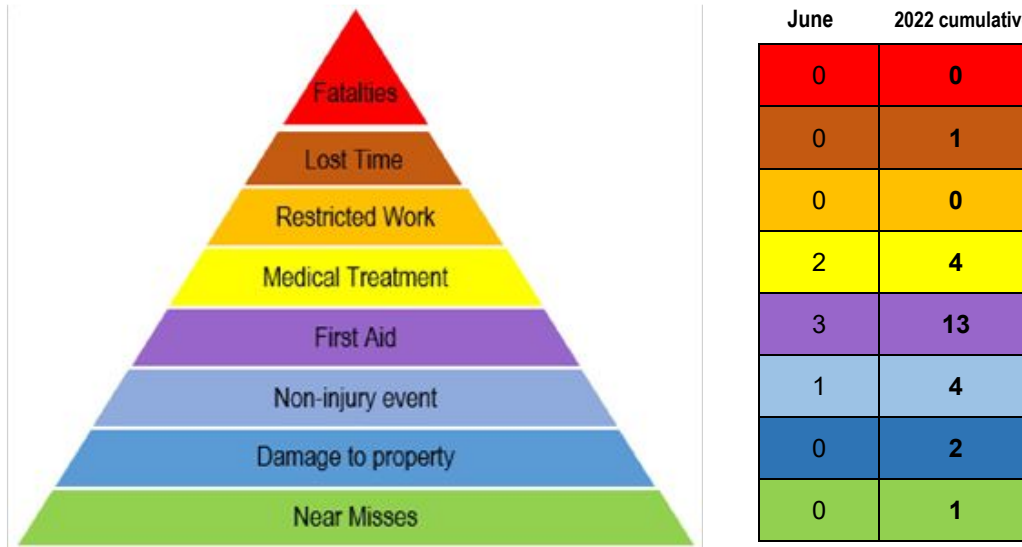 June 2022 cumulativ
Fatalties 0 0
Lost Time 0 1
Restricted Work 0 0
Medical Treatment 2 4
First Aid 3 13
Non-injury event 1 4
Damage to property 0 2
Near Misses 0 1